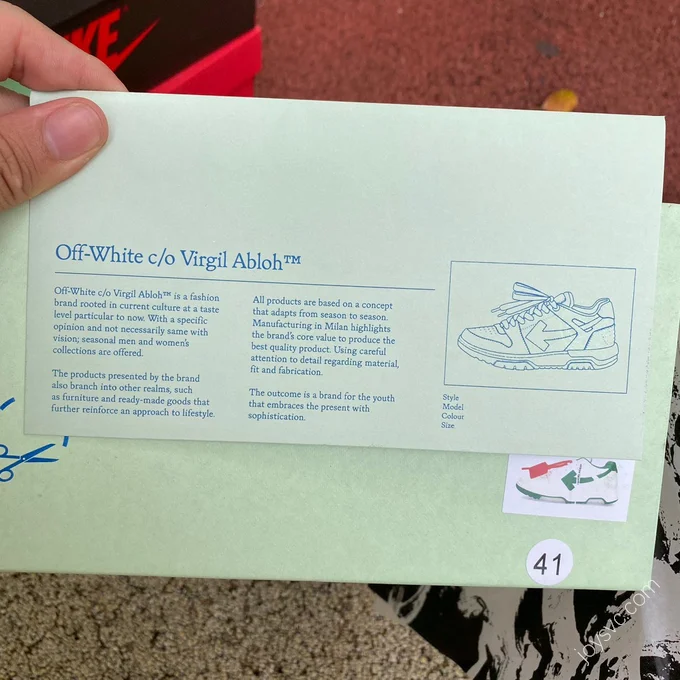 KE
Off-White c/o Virgil Abloh™
Off-White c/o Virgil Abloh™ is a fashion
brand rooted in current culture at a taste
level particular to now. With a specific
opinion and not necessarily same with
vision; seasonal men and women's
collections are offered.
The products presented by the brand
also branch into other realms, such
as furniture and ready-made goods that
further reinforce an approach to lifestyle.
All products are based on a concept
that adapts from season to season.
Manufacturing in Milan highlights
the brand's core value to produce the
best quality product. Using careful
attention to detail regarding material,
fit and fabrication.
The outcome is a brand for the youth
that embraces the present with
sophistication.
Style
Model
Colour
Size
41
joysvc.com